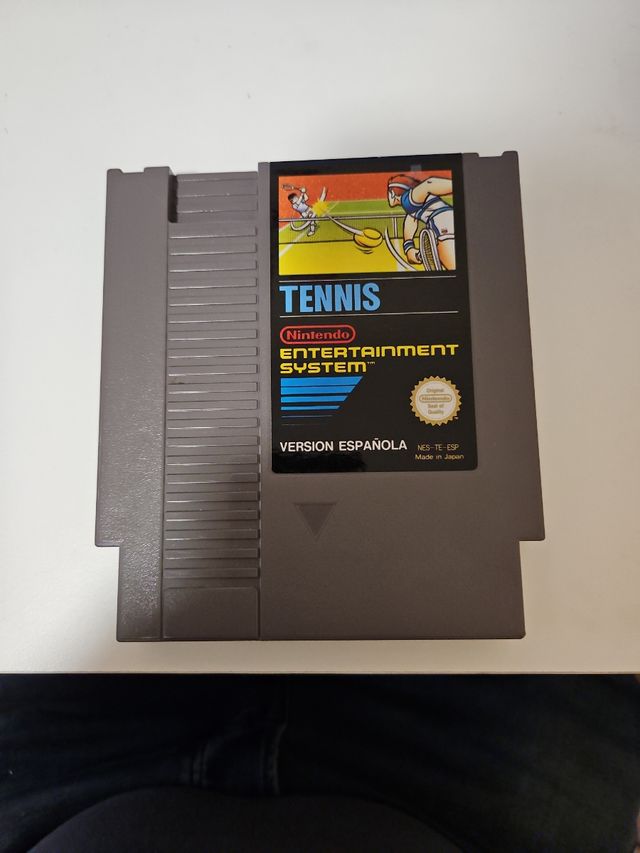 TENNIS
Nintendo
ENTERTAINMENT
SYSTEM™
Original
Nintendo
Seal of
Quality
VERSION ESPAÑOLA
NES-TE-ESP
Made in Japan